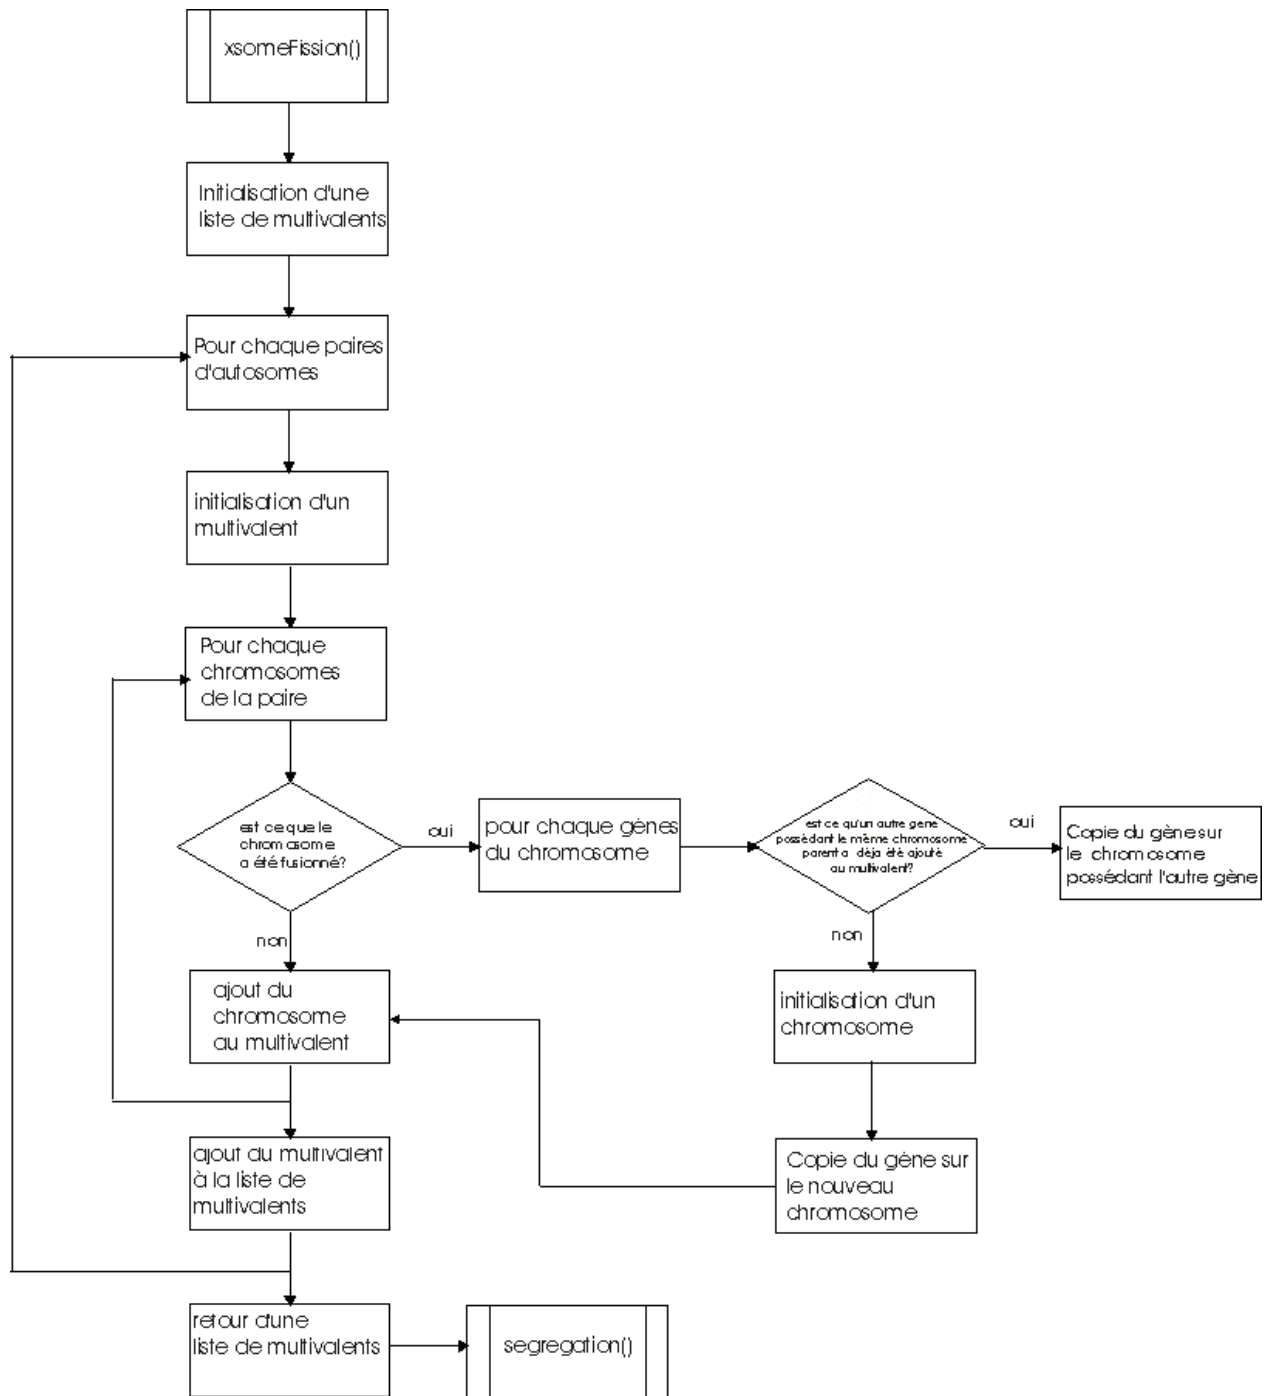 xsomeFission()
Initialisation d'une
liste de multivalents
Pour chaque paires
d'autosomes
initialisation d'un
multivalent
Pour chaque
chromosomes
de la paire
est ce que le
chromosome
a été fusionné?
oui
pour chaque gènes
du chromosome
est ce qu'un autre gene
possédant le même chromosome
parent a déja été ajouté
au multivalent?
oui
Copie du gène sur
le chromosome
possédant l'autre gène
non
non
ajout du
chromosome
au multivalent
initialisation d'un
chromosome
ajout du multivalent
à la liste de
multivalents
Copie du gène sur
le nouveau
chromosome
retour d'une
liste de multivalents
segregation()